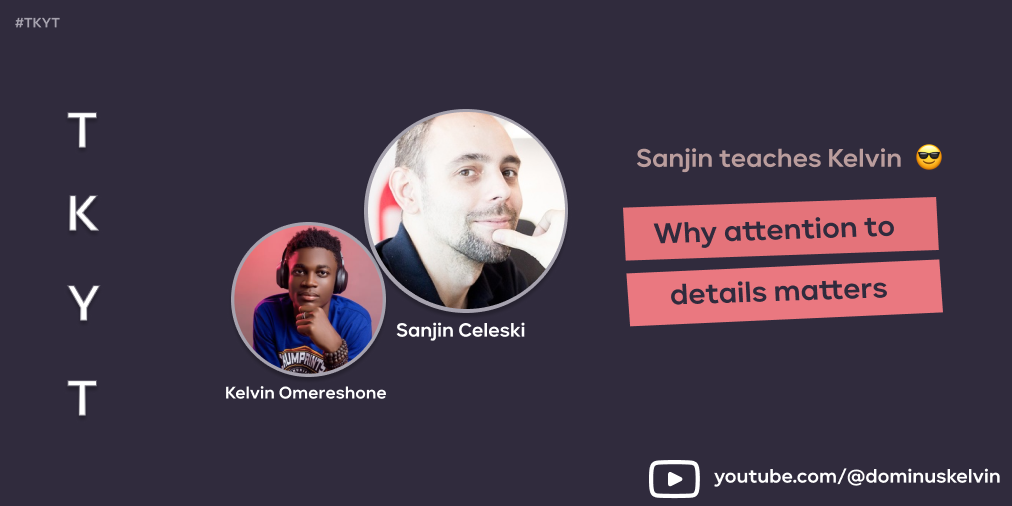 #TKYT
T
K
Y
T
Sanjin teaches Kelvin 😎
Why attention to
details matters
Sanjin Celeski
Kelvin Omereshone
youtube.com/@dominuskelvin